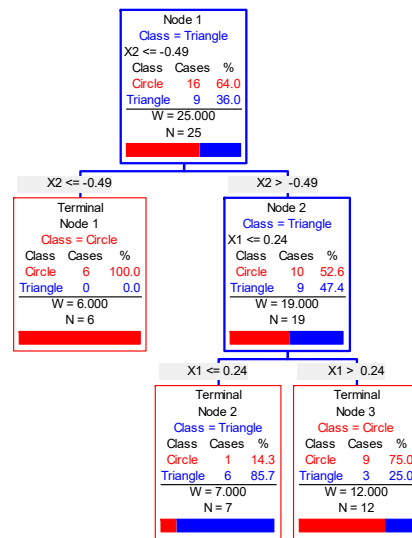 Node 1
Class = Triangle
X2 <= -0.49
Class Cases %
Circle 16 64.0
Triangle 9 36.0
W = 25.000
N = 25
X2 <= -0.49
X2 > -0.49
Terminal
Node 1
Class = Circle
Class Cases %
Circle 6 100.0
Triangle 0 0.0
W = 6.000
N = 6
Node 2
Class = Triangle
X1 <= 0.24
Class Cases %
Circle 10 52.6
Triangle 9 47.4
W = 19.000
N = 19
X1 <= 0.24
X1 > 0.24
Terminal
Node 2
Class = Triangle
Class Cases %
Circle 1 14.3
Triangle 6 85.7
W = 7.000
N = 7
Terminal
Node 3
Class = Circle
Class Cases %
Circle 9 75.0
Triangle 3 25.0
W = 12.000
N = 12